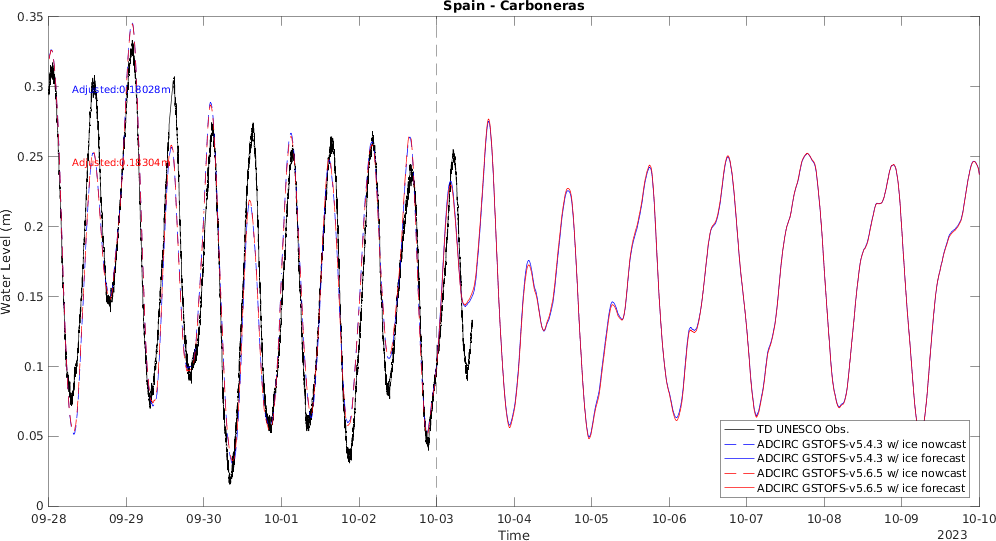 Spain - Carboneras
0.35
0.3
0.25
0.2
0.15
0.1
0.05
0
Water Level (m)
Adjusted:0.18028m
Adjusted:0.18304m
TD UNESCO Obs.
ADCIRC GSTOFS-v5.4.3 w/ ice nowcast
ADCIRC GSTOFS-v5.4.3 w/ ice forecast
ADCIRC GSTOFS-v5.6.5 w/ ice nowcast
ADCIRC GSTOFS-v5.6.5 w/ ice forecast
09-28 09-29 09-30 10-01 10-02 10-03 10-04 10-05 10-06 10-07 10-08 10-09 10-10
Time
2023